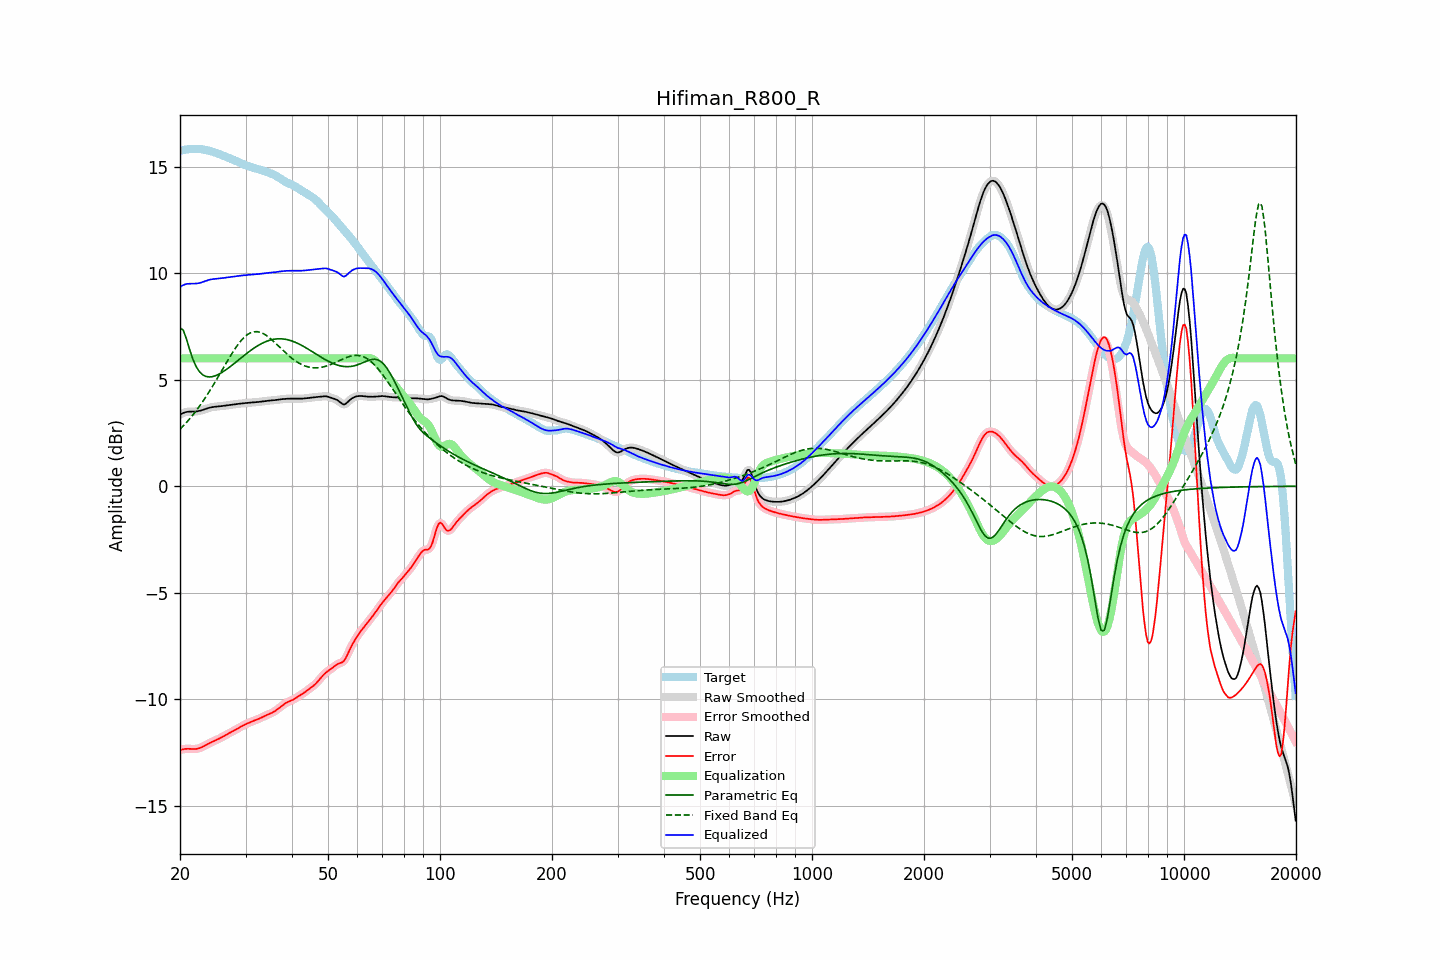 Hifiman_R800_R
Amplitude (dBr)
15
10
5
0
−5
−10
−15
Target
Raw Smoothed
Error Smoothed
Raw
Error
Equalization
Parametric Eq
Fixed Band Eq
Equalized
20 50 100 200 500 1000 2000 5000 10000 20000
Frequency (Hz)